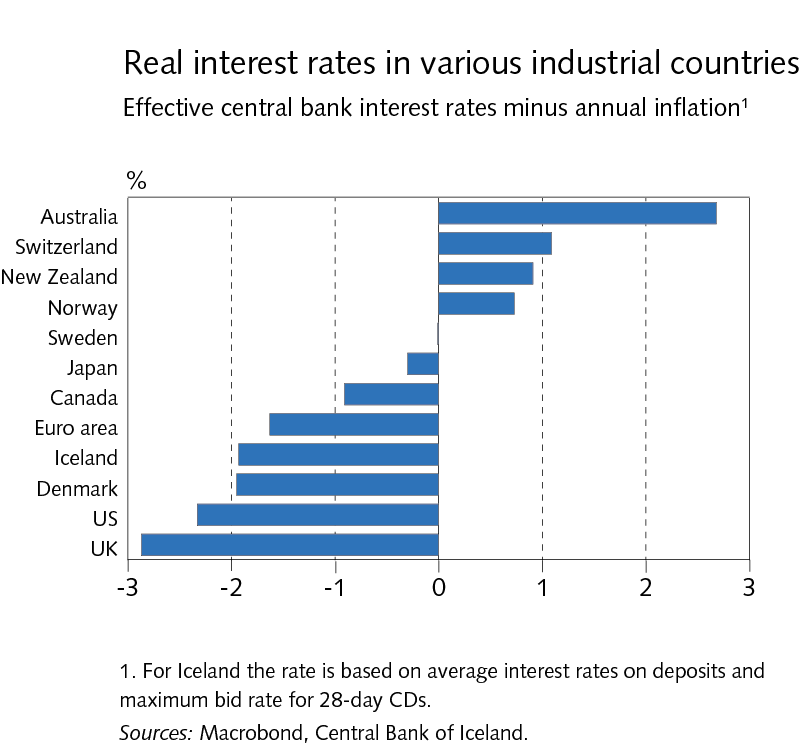 Real interest rates in various industrial countries
Effective central bank interest rates minus annual inflation¹
%
Australia
Switzerland
New Zealand
Norway
Sweden
Japan
Canada
Euro area
Iceland
Denmark
US
UK
-3 -2 -1 0 1 2 3
1. For Iceland the rate is based on average interest rates on deposits and
maximum bid rate for 28-day CDs.
Sources: Macrobond, Central Bank of Iceland.